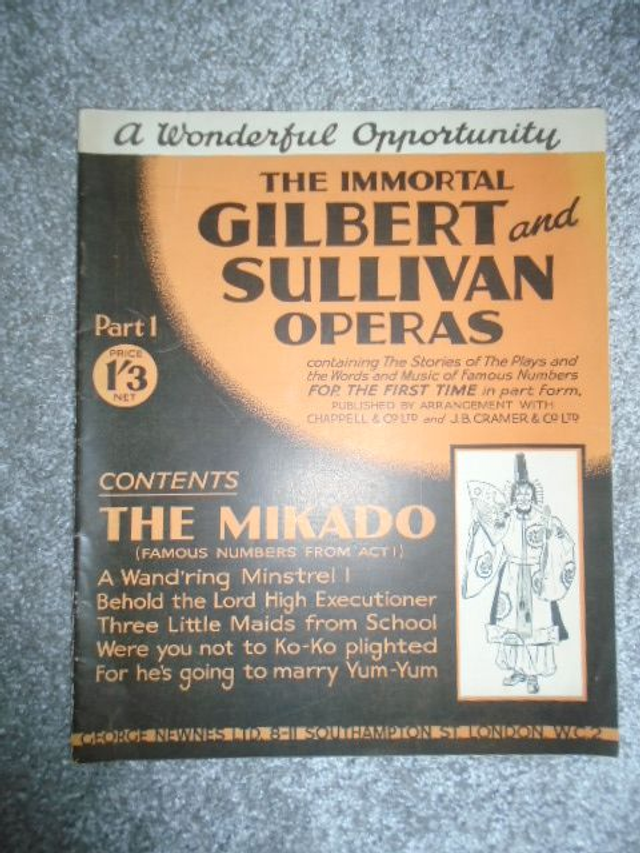 A Wonderful Opportunity
THE IMMORTAL
GILBERT and
SULLIVAN
OPERAS
containing The Stories of The Plays and
the Words and Music of Famous Numbers
FOR THE FIRST TIME in part form,
PUBLISHED BY ARRANGEMENT WITH
CHAPPELL & CO LTD and J.B. CRAMER & CO LTD
Part 1
PRICE
1/3
NET
CONTENTS
THE MIKADO
(FAMOUS NUMBERS FROM ACT I)
A Wand'ring Minstrel I
Behold the Lord High Executioner
Three Little Maids from School
Were you not to Ko-Ko plighted
For he's going to marry Yum-Yum
GEORGE NEWNES LTD. 8-11 SOUTHAMPTON ST. LONDON. W.C.2